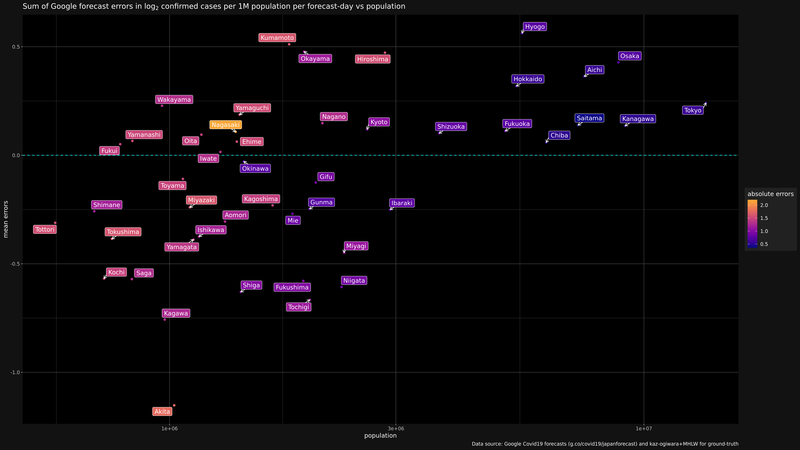 Sum of Google forecast errors in log2 confirmed cases per 1M population per forecast-day vs population
Hyogo
Kumamoto
0.5
Okayama
Hiroshima
Osaka
Aichi
Hokkaido
Wakayama
Yamaguchi
Tokyo
Nagano
Kyoto
Nagasaki
Shizuoka
Fukuoka
Saitama
Kanagawa
Yamanashi
Oita
Ehime
Chiba
Fukui
Iwate
0.0
Okinawa
Toyama
Gifu
Shimane
Miyazaki
Kagoshima
Gunma
Ibaraki
absolute errors
2.0
1.5
1.0
0.5
Aomori
Mie
Tottori
Tokushima
Ishikawa
mean errors
Yamagata
Miyagi
-0.5
Kochi
Saga
Shiga
Fukushima
Niigata
Tochigi
Kagawa
-1.0
Akita
1e+06
3e+06
1e+07
population
Data source: Google Covid19 forecasts (g.co/covid19/japanforecast) and kaz-ogiwara+MHLW for ground-truth